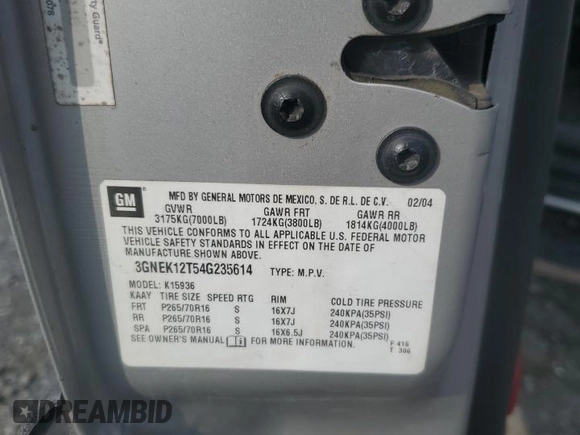 ty Guard®
GM
MFD BY GENERAL MOTORS DE MEXICO, S. DE R.L. DE C.V. 02/04
GVWR GAWR FRT GAWR RR
3175KG(7000LB) 1724KG(3800LB) 1814KG(4000LB)
THIS VEHICLE CONFORMS TO ALL APPLICABLE U.S. FEDERAL MOTOR
VEHICLE SAFETY STANDARDS IN EFFECT ON THE DATE OF
MANUFACTURE SHOWN ABOVE.
3GNEK12T54G235614 TYPE: M.P.V.
MODEL: K15936
KAAY TIRE SIZE SPEED RTG RIM COLD TIRE PRESSURE
FRT P265/70R16 S 16X7J 240KPA(35PSI)
RR P265/70R16 S 16X7J 240KPA(35PSI)
SPA P265/70R16 S 16X6.5J 240KPA(35PSI)
SEE OWNER'S MANUAL FOR MORE INFORMATION. F 416
T 306
DREAMBID